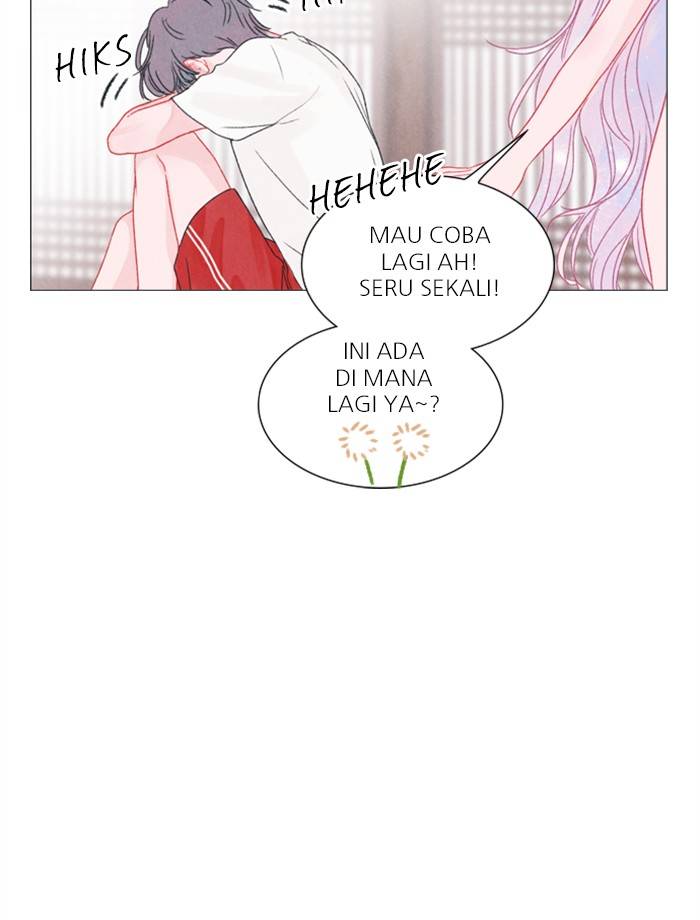 HIKS
HEHEHE
MAU COBA
LAGI AH!
SERU SEKALI!
INI ADA
DI MANA
LAGI YA~?